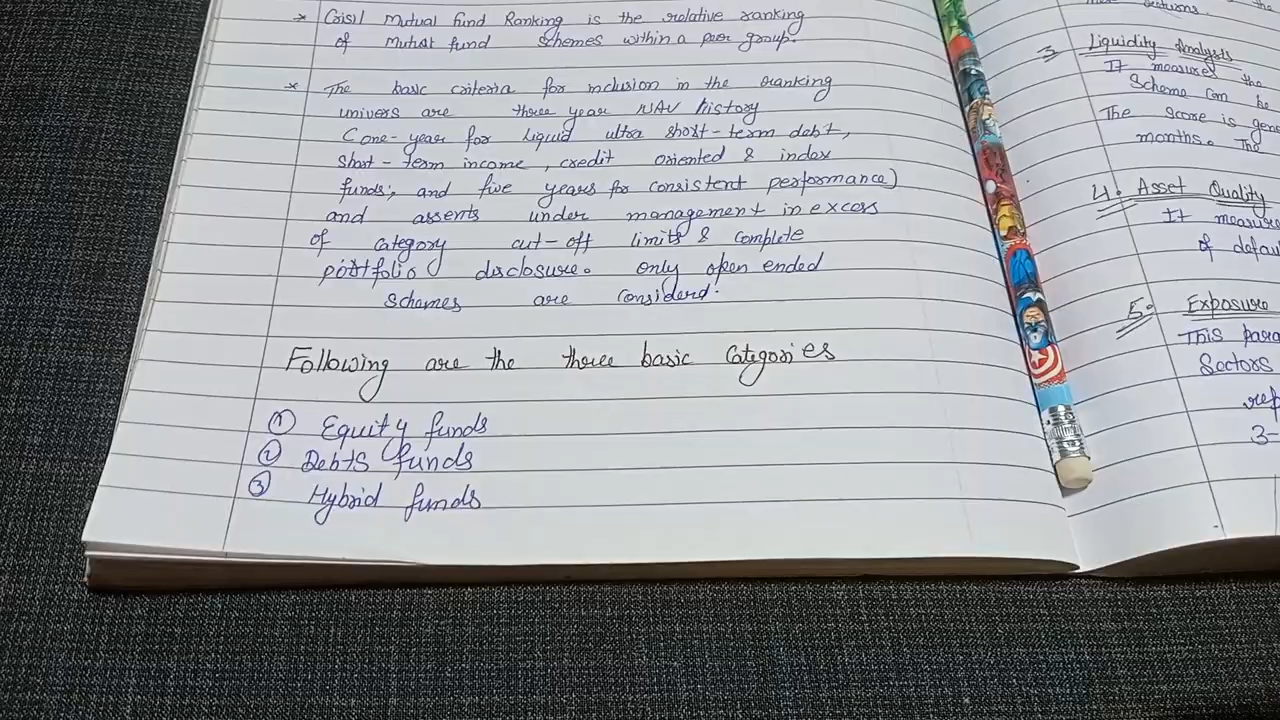 * Crisil Mutual Fund Ranking is the relative ranking
of Mutual fund schemes within a peer group.
* The basic criteria for inclusion in the ranking
univers are three year NAV history
(one-year for liquid ultra short-term debt,
short-term income, credit oriented & index
funds; and five years for consistent performance)
and assents under management in excess
of category cut-off limits & complete
portfolio disclosure. only open ended
schemes are considerd.
Following are the three basic categories
① Equity funds
② Debts funds
③ Hybrid funds
the
3 Liquidity Analysis
It measures the
Scheme can be
The score is gen
months. The
4. Asset Quality
It measure
of defau
5. Exposure
This para
Sectors
rep
3-